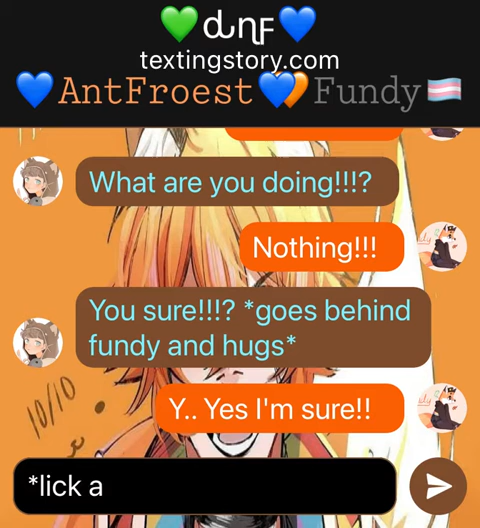 💚ԃɳϝ💙
textingstory.com
💙AntFroest💙🧡Fundy🏳️‍⚧️
What are you doing!!!?
Nothing!!!
You sure!!!? *goes behind
fundy and hugs*
Y.. Yes I'm sure!!
10/10
*lick a